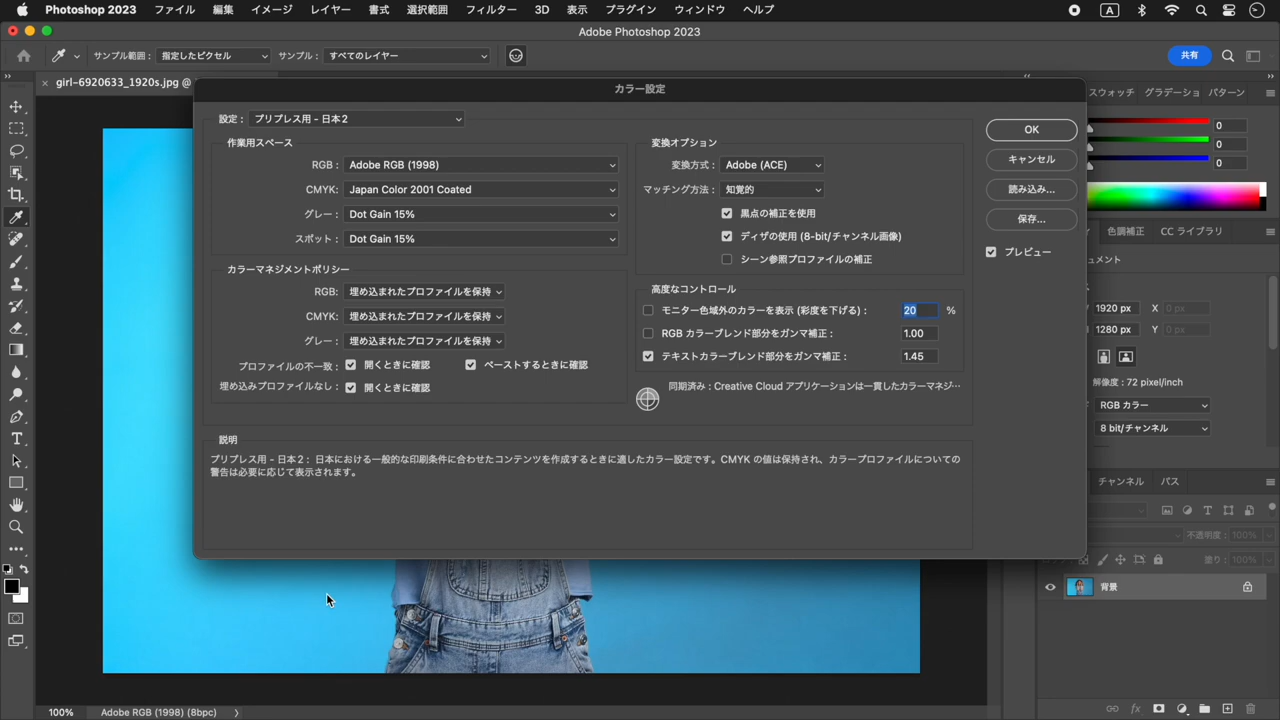 Photoshop 2023 ファイル 編集 イメージ レイヤー 書式 選択範囲 フィルター 3D 表示 プラグイン ウィンドウ ヘルプ
A
Adobe Photoshop 2023
サンプル範囲： 指定したピクセル サンプル： すべてのレイヤー
共有
girl-6920633_1920s.jpg @
カラー設定
スウォッチ グラデーショ パターン
設定： プリプレス用 - 日本2
作業用スペース
RGB： Adobe RGB (1998)
CMYK： Japan Color 2001 Coated
グレー： Dot Gain 15%
スポット： Dot Gain 15%
カラーマネジメントポリシー
RGB: 埋め込まれたプロファイルを保持
CMYK: 埋め込まれたプロファイルを保持
グレー： 埋め込まれたプロファイルを保持
プロファイルの不一致： 開くときに確認 ペーストするときに確認
埋め込みプロファイルなし： 開くときに確認
変換オプション
変換方式： Adobe (ACE)
マッチング方法： 知覚的
黒点の補正を使用
ディザの使用 (8-bit/チャンネル画像)
シーン参照プロファイルの補正
高度なコントロール
モニター色域外のカラーを表示 (彩度を下げる)： 20 %
RGB カラーブレンド部分をガンマ補正： 1.00
テキストカラーブレンド部分をガンマ補正： 1.45
同期済み：Creative Cloud アプリケーションは一貫したカラーマネジ…
OK
キャンセル
読み込み...
保存...
プレビュー
説明
プリプレス用 - 日本2： 日本における一般的な印刷条件に合わせたコンテンツを作成するときに適したカラー設定です。CMYK の値は保持され、カラープロファイルについての
警告は必要に応じて表示されます。
0
0
0
色調補正 CC ライブラリ
ュメント
1920 px X 0 px
1280 px Y 0 px
解像度：72 pixel/inch
RGB カラー
8 bit/チャンネル
チャンネル パス
不透明度： 100%
塗り： 100%
背景
100% Adobe RGB (1998) (8bpc)